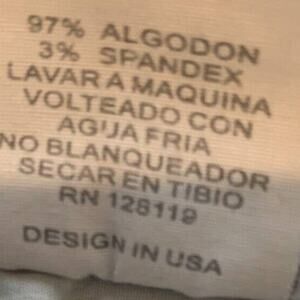 97% ALGODON
3% SPANDEX
LAVAR A MAQUINA
VOLTEADO CON
AGUA FRIA
NO BLANQUEADOR
SECAR EN TIBIO
RN 128119
DESIGN IN USA